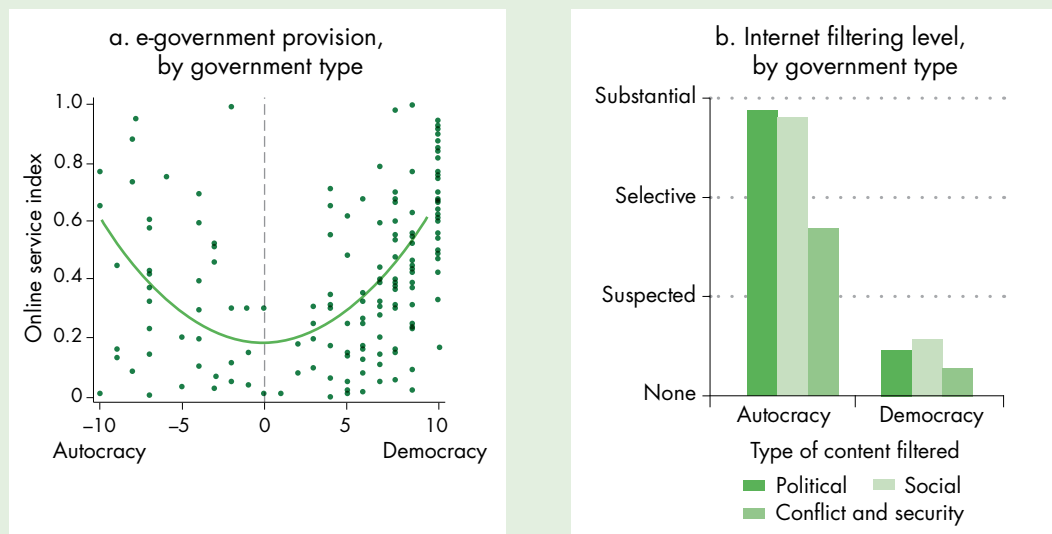 a. e-government provision,
by government type
Online service index
1.0
0.8
0.6
0.4
0.2
0
–10
–5
0
5
10
Autocracy
Democracy
b. Internet filtering level,
by government type
Substantial
Selective
Suspected
None
Autocracy
Democracy
Type of content filtered
Political
Social
Conflict and security